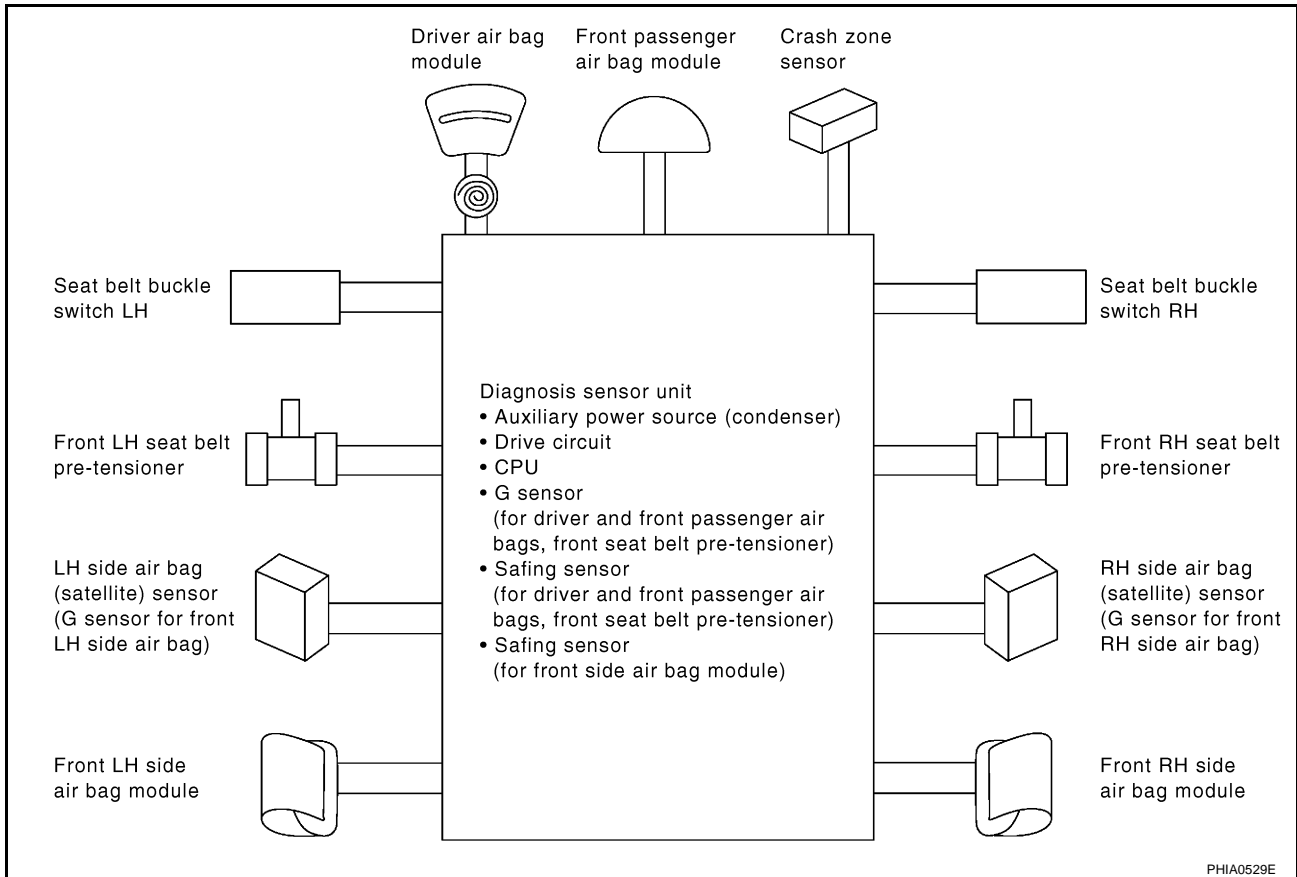 Driver air bag
module
Front passenger
air bag module
Crash zone
sensor
Seat belt buckle
switch LH
Seat belt buckle
switch RH
Front LH seat belt
pre-tensioner
Front RH seat belt
pre-tensioner
LH side air bag
(satellite) sensor
(G sensor for front
LH side air bag)
Diagnosis sensor unit
• Auxiliary power source (condenser)
• Drive circuit
• CPU
• G sensor
(for driver and front passenger air
bags, front seat belt pre-tensioner)
• Safing sensor
(for driver and front passenger air
bags, front seat belt pre-tensioner)
• Safing sensor
(for front side air bag module)
RH side air bag
(satellite) sensor
(G sensor for front
RH side air bag)
Front LH side
air bag module
Front RH side
air bag module
PHIA0529E